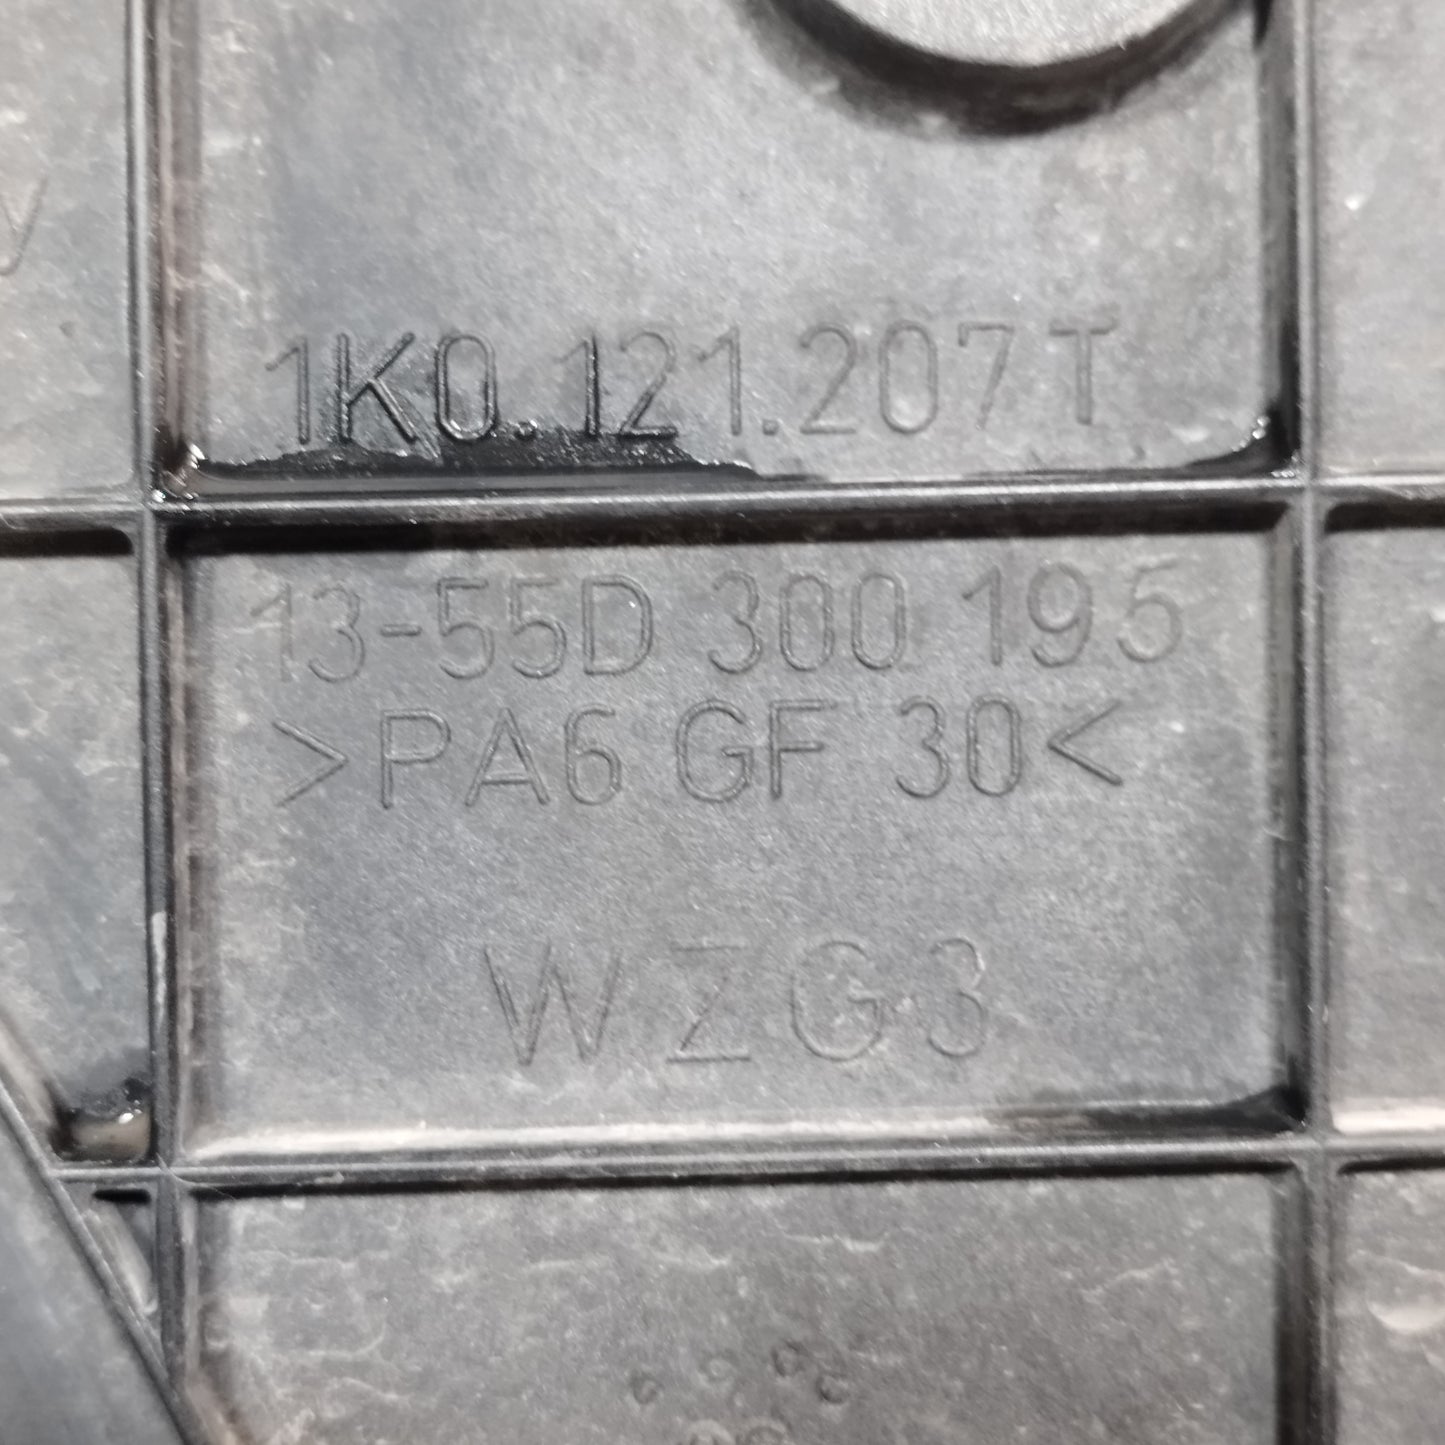 1K0.121.207 T
13-55D 300 195
>PA6 GF 30<
WZG3